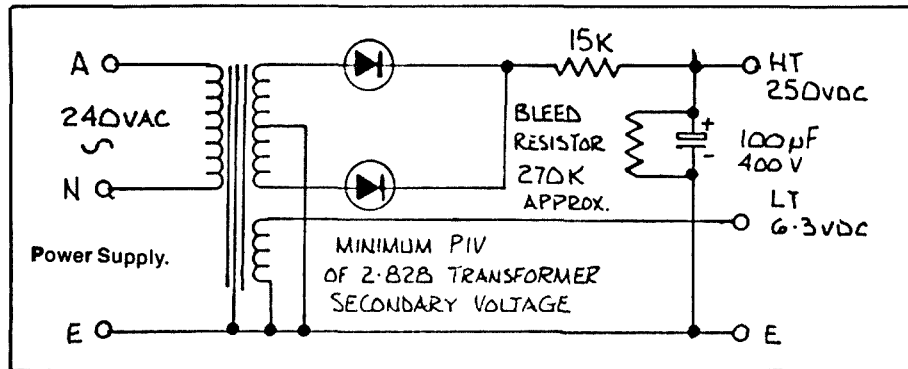 A
240VAC
N
Power Supply.
E
15K
HT
250VDC
BLEED
RESISTOR
270K
APPROX.
+
-
100µF
400V
LT
6.3VDC
MINIMUM PIV
OF 2.828 TRANSFORMER
SECONDARY VOLTAGE
E